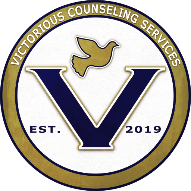 VICTORIOUS COUNSELING SERVICES
V
EST. 2019